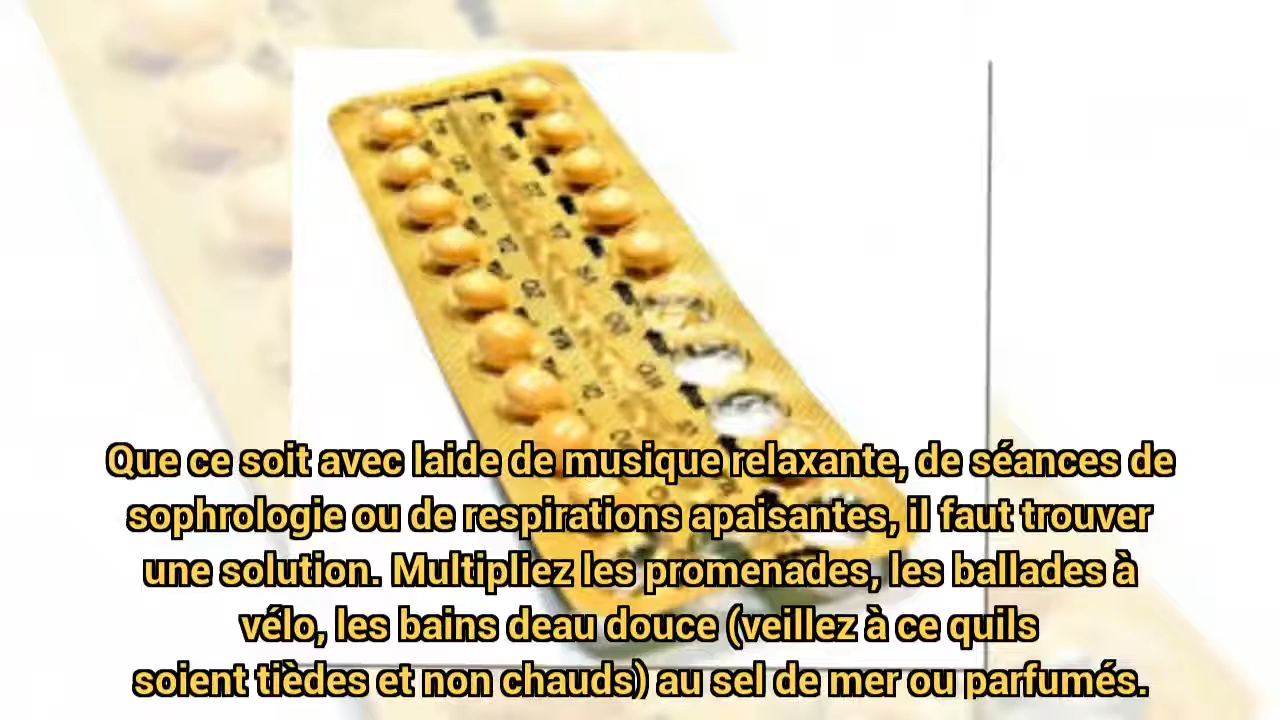 Que ce soit avec laide de musique relaxante, de séances de
sophrologie ou de respirations apaisantes, il faut trouver
une solution. Multipliez les promenades, les ballades à
vélo, les bains deau douce (veillez à ce quils
soient tièdes et non chauds) au sel de mer ou parfumés.